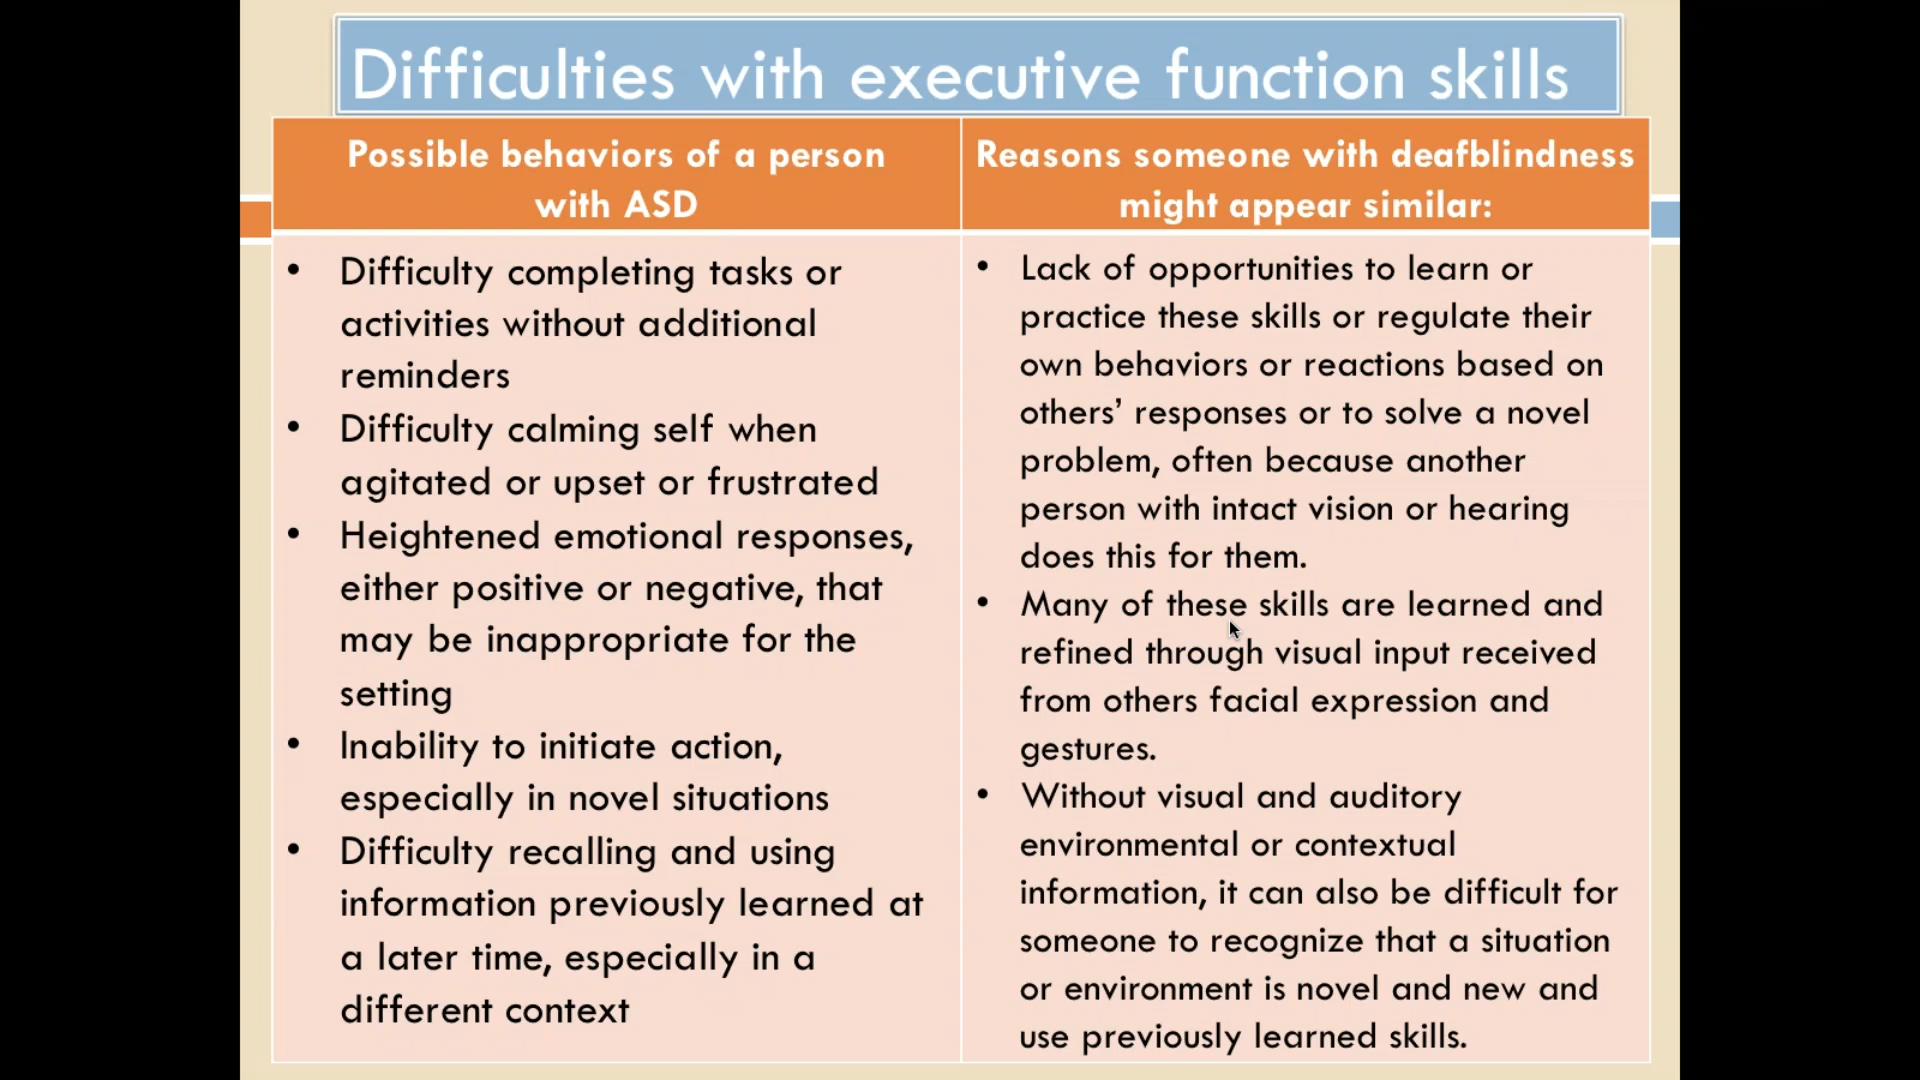 Difficulties with executive function skills
Possible behaviors of a person
with ASD
Reasons someone with deafblindness
might appear similar:
• Difficulty completing tasks or
activities without additional
reminders
• Difficulty calming self when
agitated or upset or frustrated
• Heightened emotional responses,
either positive or negative, that
may be inappropriate for the
setting
• Inability to initiate action,
especially in novel situations
• Difficulty recalling and using
information previously learned at
a later time, especially in a
different context
• Lack of opportunities to learn or
practice these skills or regulate their
own behaviors or reactions based on
others’ responses or to solve a novel
problem, often because another
person with intact vision or hearing
does this for them.
• Many of these skills are learned and
refined through visual input received
from others facial expression and
gestures.
• Without visual and auditory
environmental or contextual
information, it can also be difficult for
someone to recognize that a situation
or environment is novel and new and
use previously learned skills.